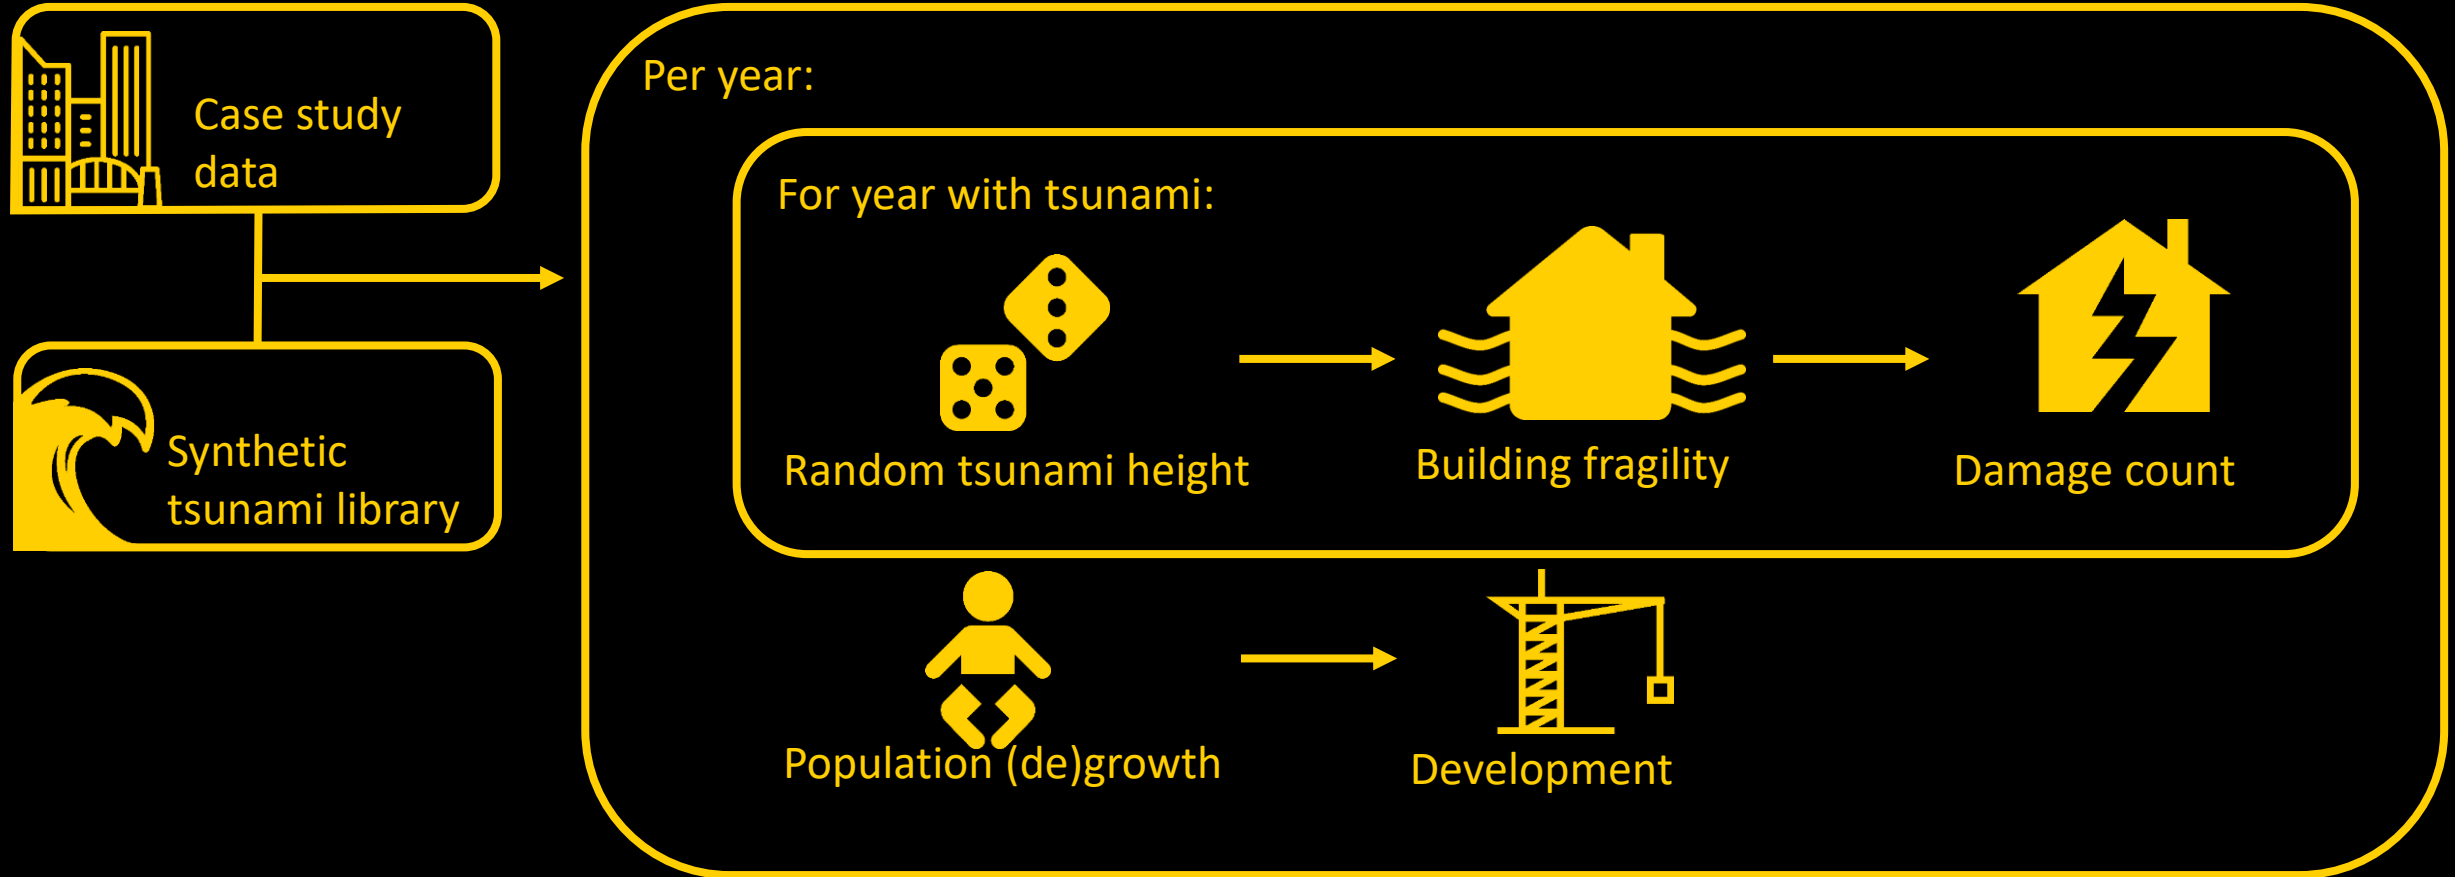 Case study
data
Synthetic
tsunami library
Per year:
For year with tsunami:
Random tsunami height
Building fragility
Damage count
Population (de)growth
Development